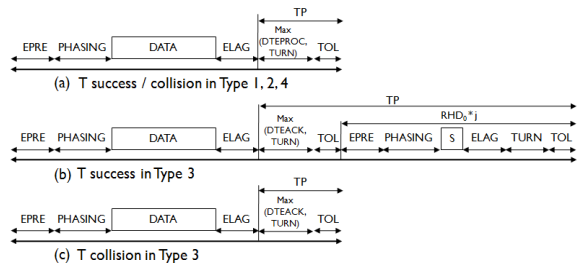 TP
Max
EPRE PHASING DATA ELAG (DTEPROC, TOL
TURN)
(a) T success / collision in Type 1, 2, 4
TP
RHD₀*j
Max
EPRE PHASING DATA ELAG (DTEACK, TOL EPRE PHASING S ELAG TURN TOL
TURN)
(b) T success in Type 3
TP
Max
EPRE PHASING DATA ELAG (DTEACK, TOL
TURN)
(c) T collision in Type 3